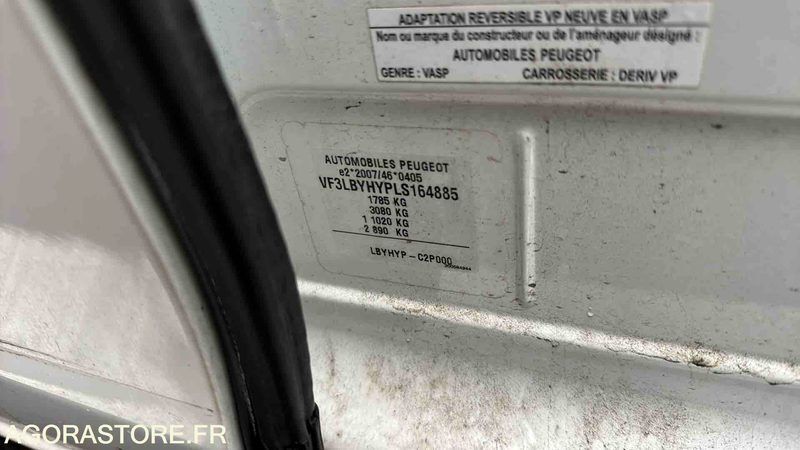 ADAPTATION REVERSIBLE VP NEUVE EN VASP
Nom ou marque du constructeur ou de l'aménageur désigné :
AUTOMOBILES PEUGEOT
GENRE : VASP CARROSSERIE : DERIV VP
AUTOMOBILES PEUGEOT
e2*2007/46*0405
VF3LBYHYPLS164885
1785 KG
3080 KG
1 1020 KG
2 890 KG
LBYHYP-C2P000
AGORASTORE.FR